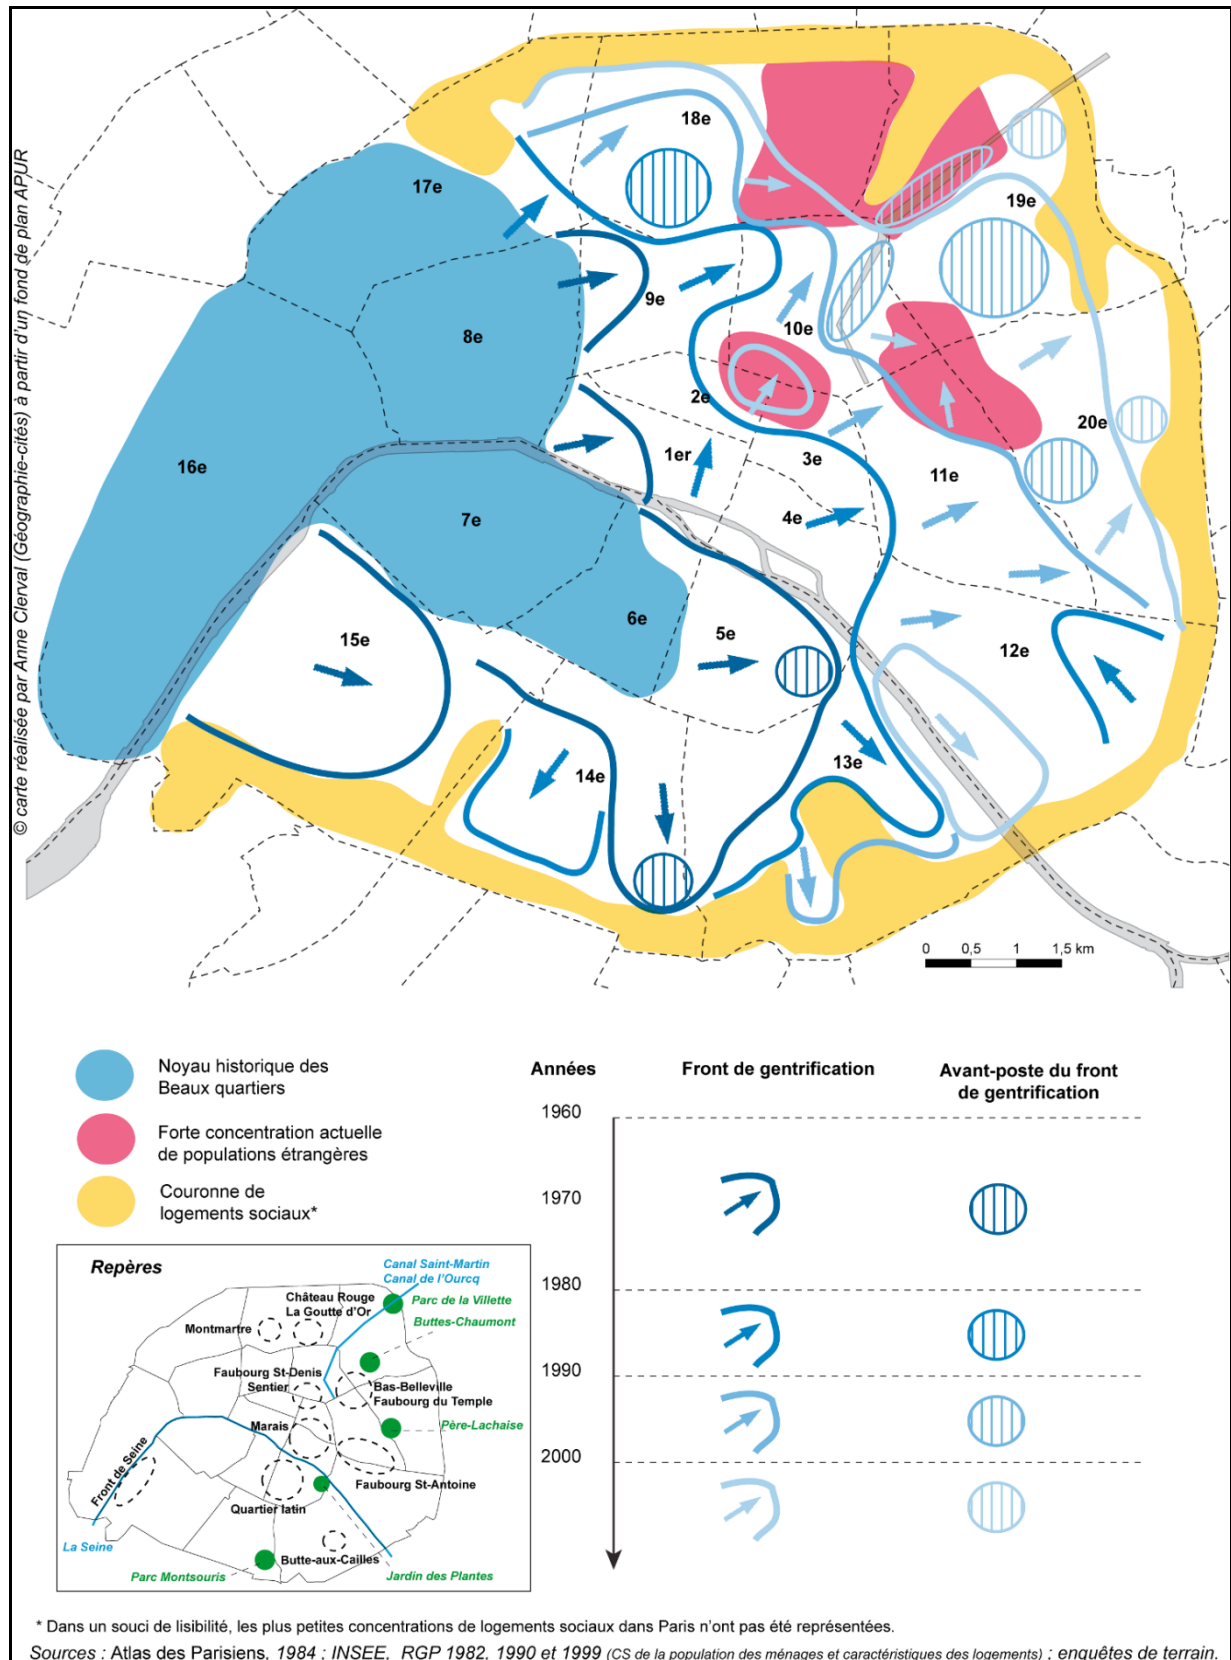 © carte réalisée par Anne Clerval (Géographie-cités) à partir d'un fond de plan APUR
18e
17e
19e
9e
8e
10e
2e
16e
1er
3e
20e
11e
7e
4e
6e
5e
15e
12e
14e
13e
0 0,5 1 1,5 km
Noyau historique des
Beaux quartiers
Forte concentration actuelle
de populations étrangères
Couronne de
logements sociaux*
Années
Front de gentrification
Avant-poste du front
de gentrification
1960
1970
1980
1990
2000
Repères
Canal Saint-Martin
Canal de l'Ourcq
Château Rouge
La Goutte d'Or
Parc de la Villette
Montmartre
Buttes-Chaumont
Faubourg St-Denis
Sentier
Bas-Belleville
Faubourg du Temple
Marais
Père-Lachaise
Front de Seine
Faubourg St-Antoine
Quartier latin
La Seine
Butte-aux-Cailles
Parc Montsouris
Jardin des Plantes
* Dans un souci de lisibilité, les plus petites concentrations de logements sociaux dans Paris n'ont pas été représentées.
Sources : Atlas des Parisiens, 1984 ; INSEE, RGP 1982, 1990 et 1999 (CS de la population des ménages et caractéristiques des logements) ; enquêtes de terrain.